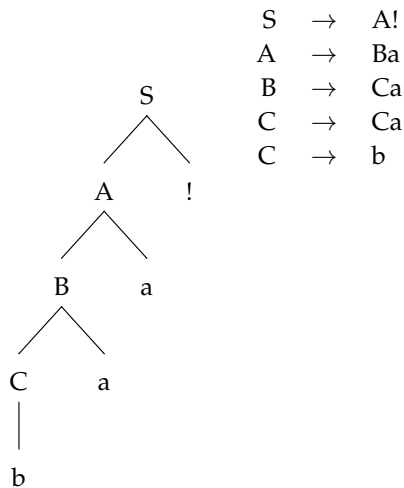 S → A!
A → Ba
B → Ca
C → Ca
C → b
S
A !
B a
C a
b